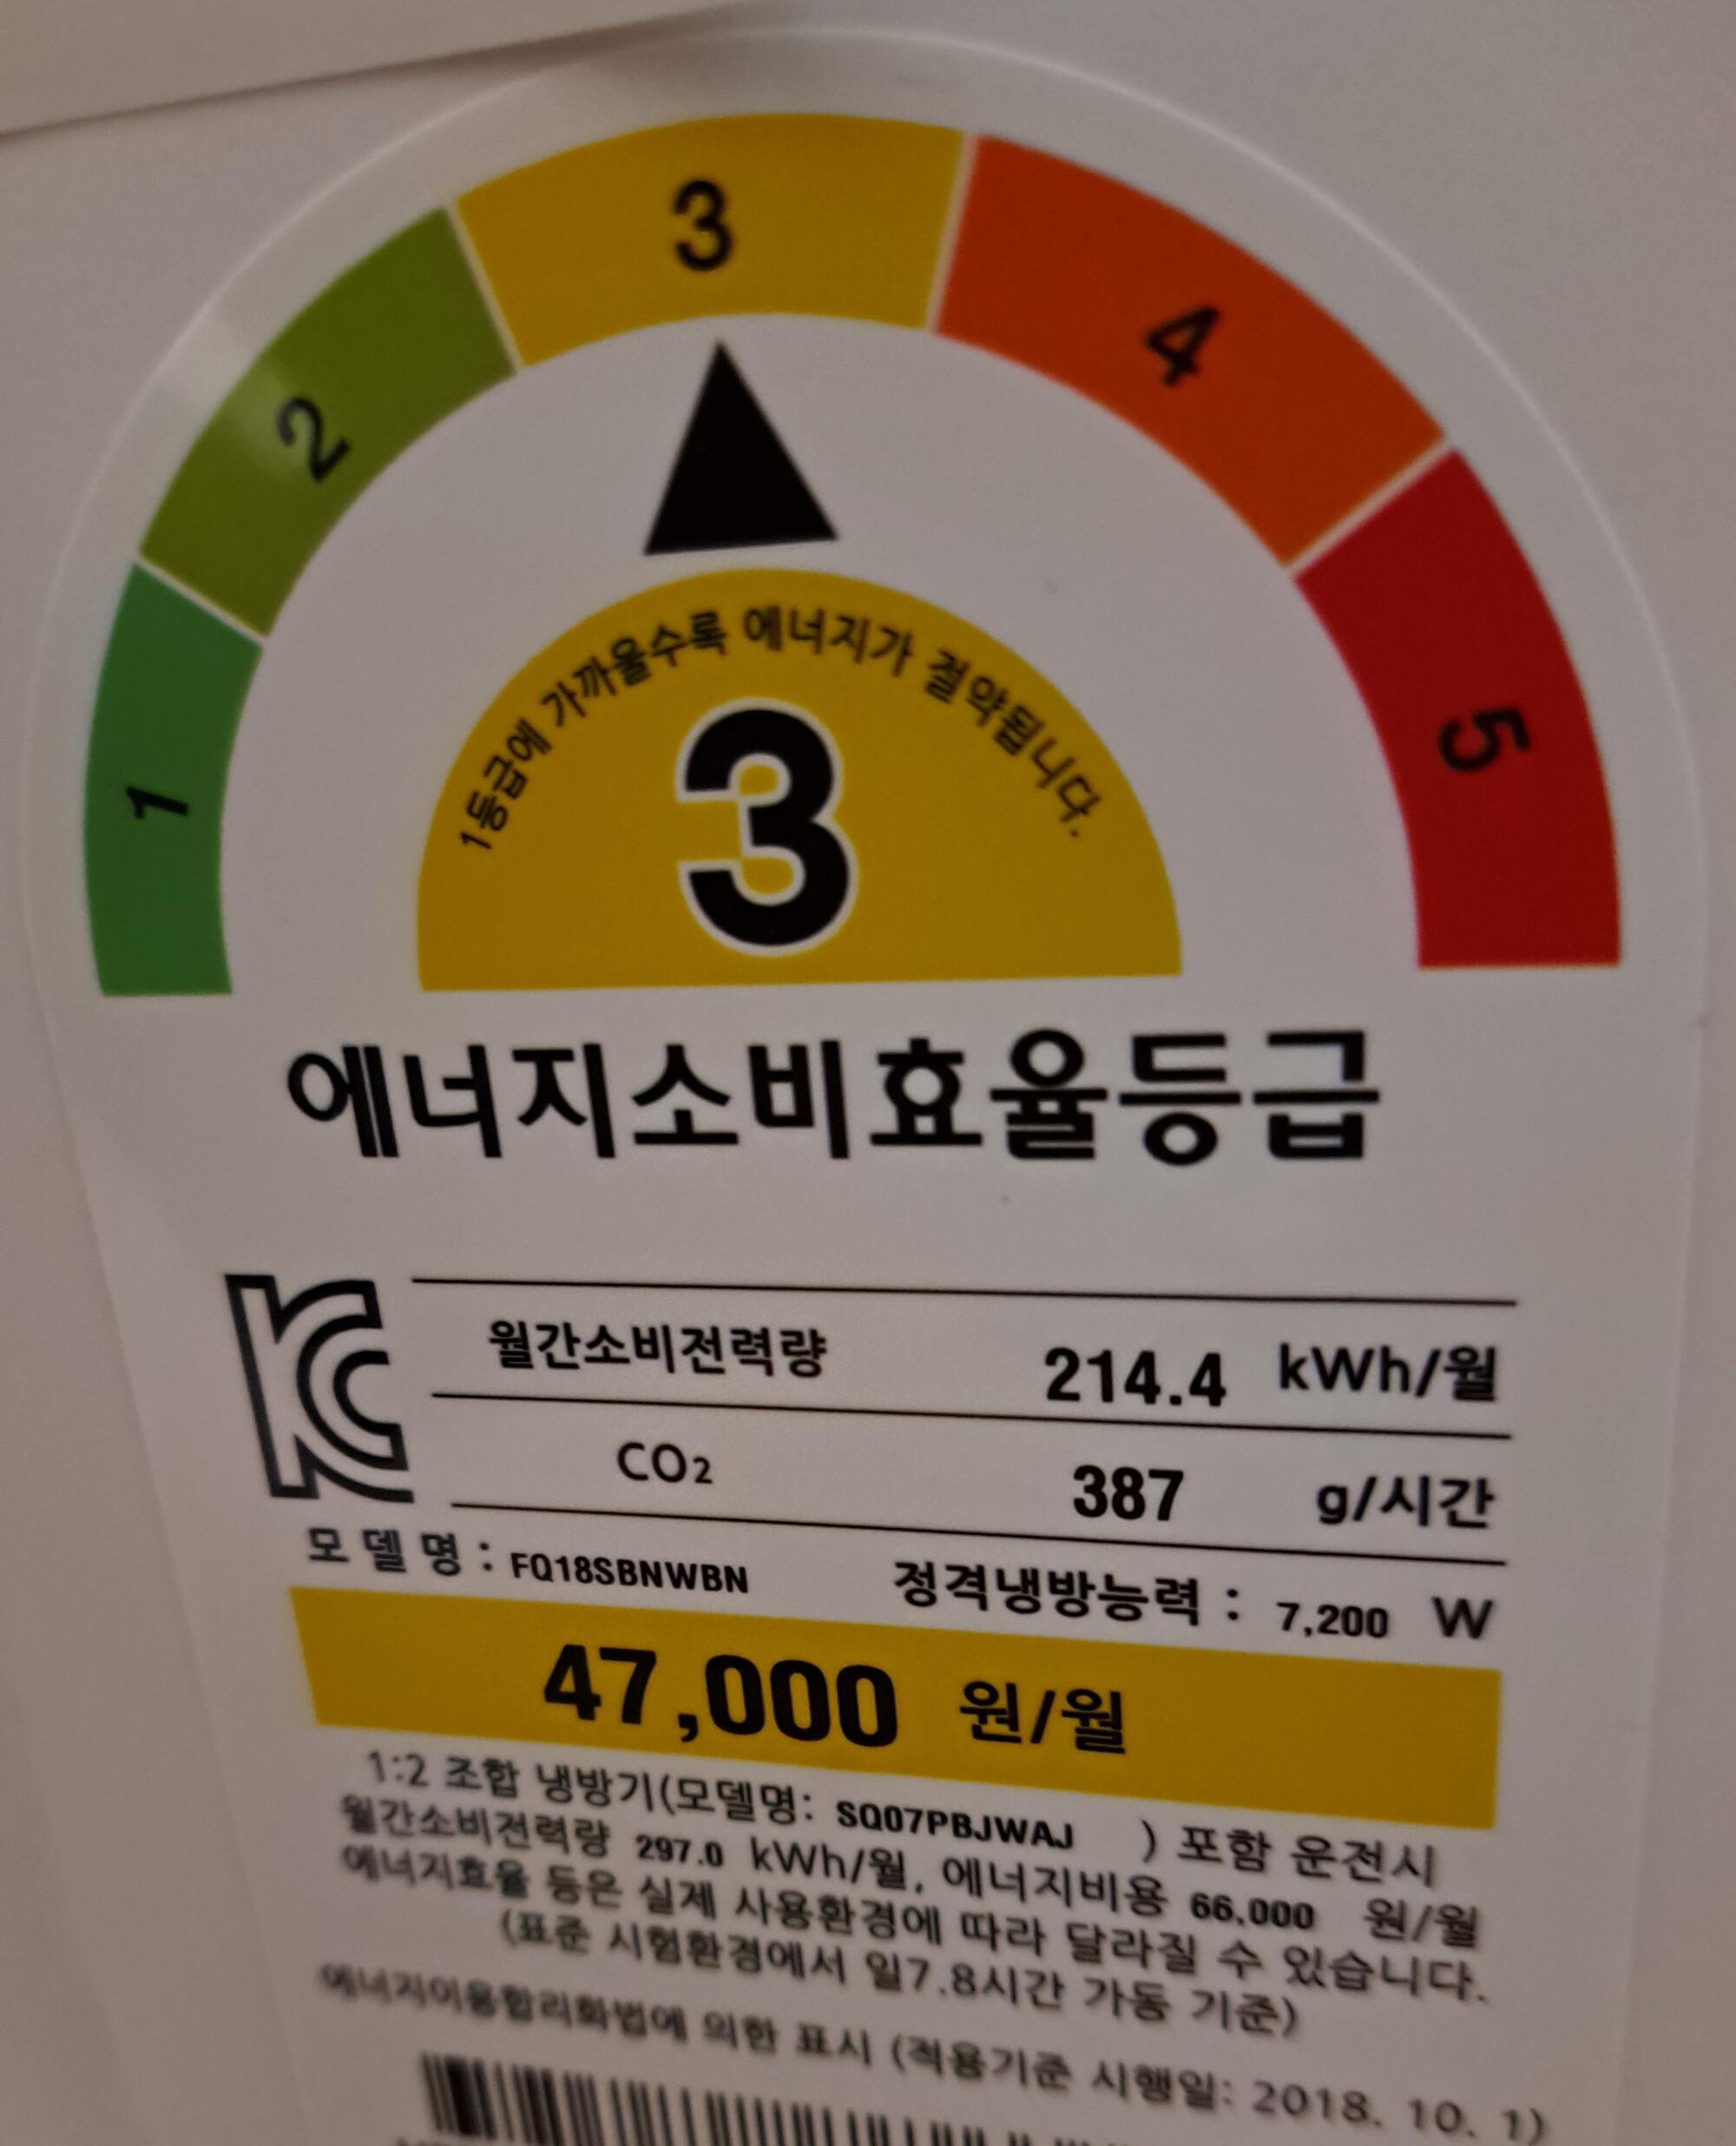 1
2
3
4
5
1등급에 가까울수록 에너지가 절약됩니다.
3
에너지소비효율등급
월간소비전력량 214.4 kWh/월
CO₂ 387 g/시간
모델명 : FQ18SBNWBN 정격냉방능력 : 7,200 W
47,000 원/월
1:2 조합 냉방기(모델명: SQ07PBJWAJ ) 포함 운전시
월간소비전력량 297.0 kWh/월, 에너지비용 66,000 원/월
에너지효율 등은 실제 사용환경에 따라 달라질 수 있습니다.
(표준 시험환경에서 일7.8시간 가동 기준)
에너지이용합리화법에 의한 표시 (적용기준 시행일: 2018. 10. 1)